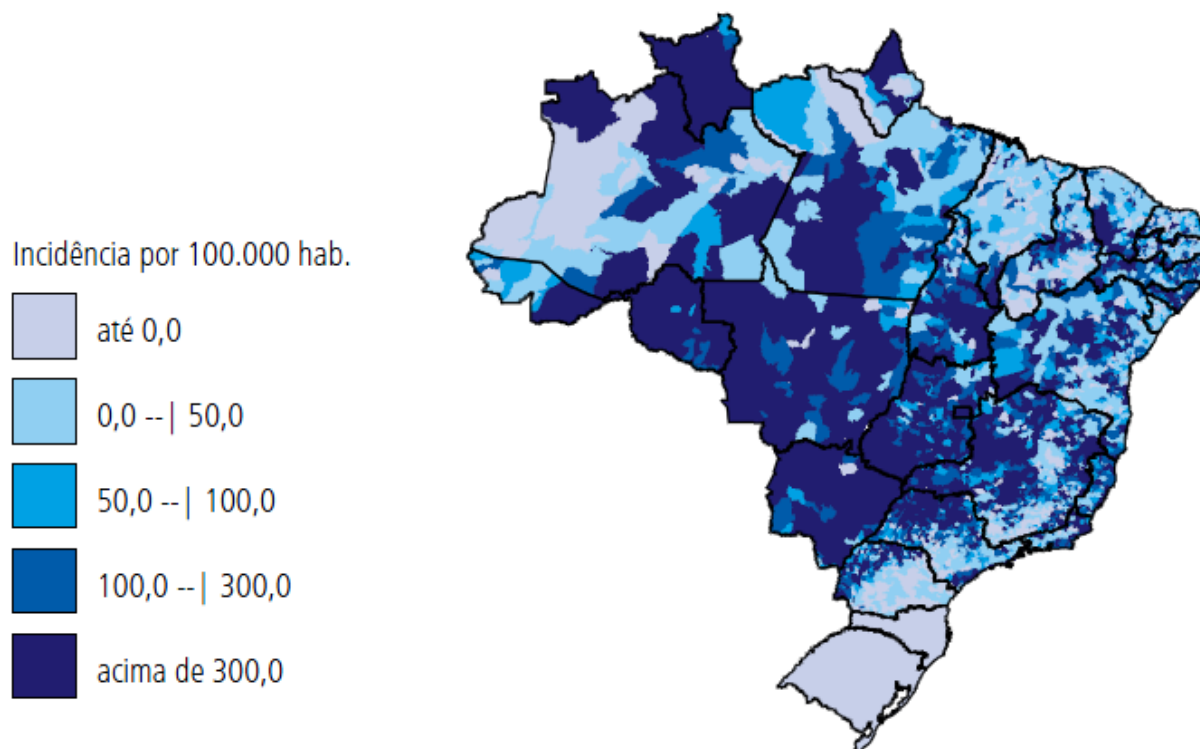 Incidência por 100.000 hab.
até 0,0
0,0 --| 50,0
50,0 --| 100,0
100,0 --| 300,0
acima de 300,0